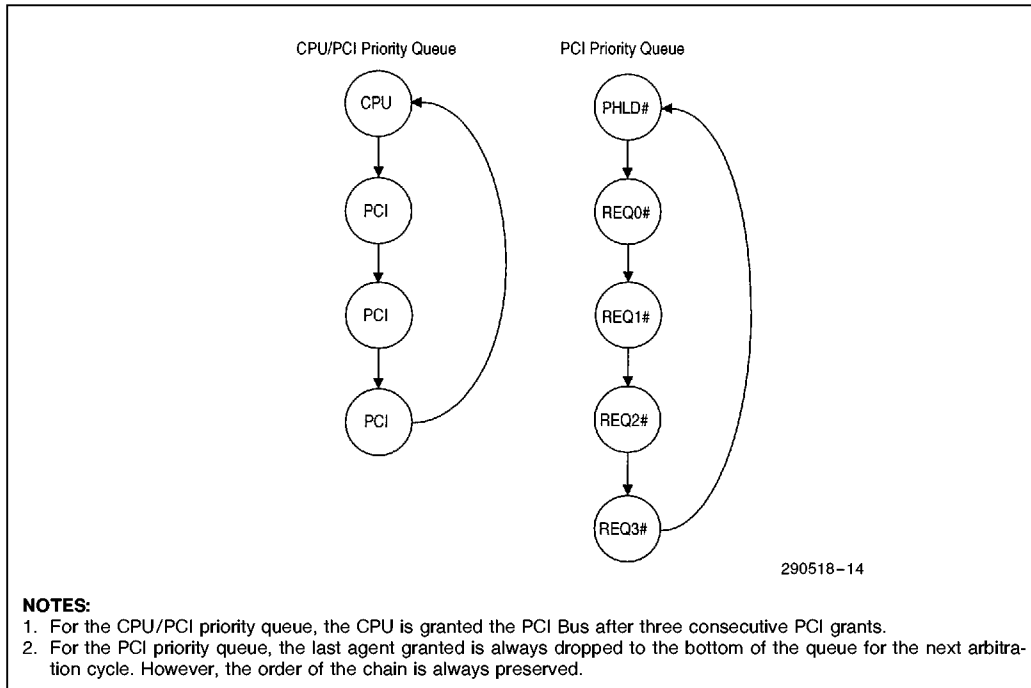 CPU/PCI Priority Queue
PCI Priority Queue
CPU
PCI
PCI
PCI
PHLD#
REQ0#
REQ1#
REQ2#
REQ3#
290518-14
NOTES:
1. For the CPU/PCI priority queue, the CPU is granted the PCI Bus after three consecutive PCI grants.
2. For the PCI priority queue, the last agent granted is always dropped to the bottom of the queue for the next arbitra-
tion cycle. However, the order of the chain is always preserved.